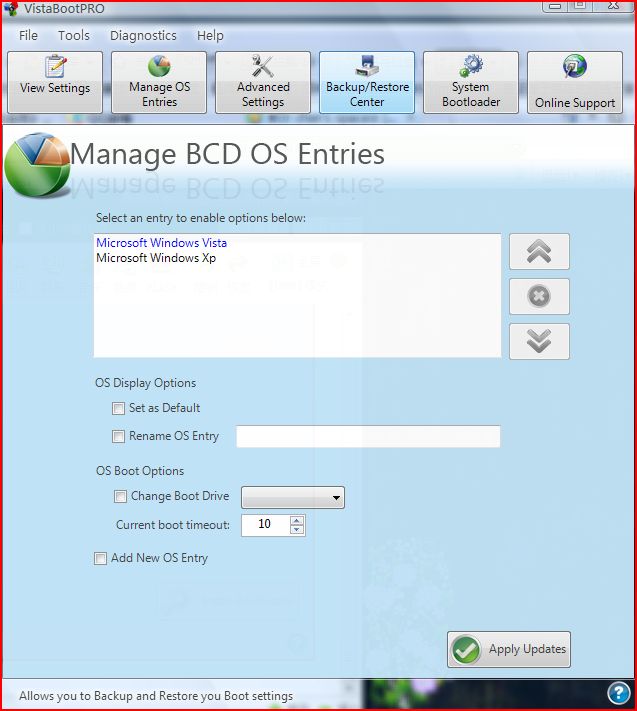 VistaBootPRO
File Tools Diagnostics Help
View Settings
Manage OS
Entries
Advanced
Settings
Backup/Restore
Center
System
Bootloader
Online Support
Manage BCD OS Entries
Select an entry to enable options below:
Microsoft Windows Vista
Microsoft Windows Xp
OS Display Options
Set as Default
Rename OS Entry
OS Boot Options
Change Boot Drive
Current boot timeout: 10
Add New OS Entry
Apply Updates
Allows you to Backup and Restore you Boot settings